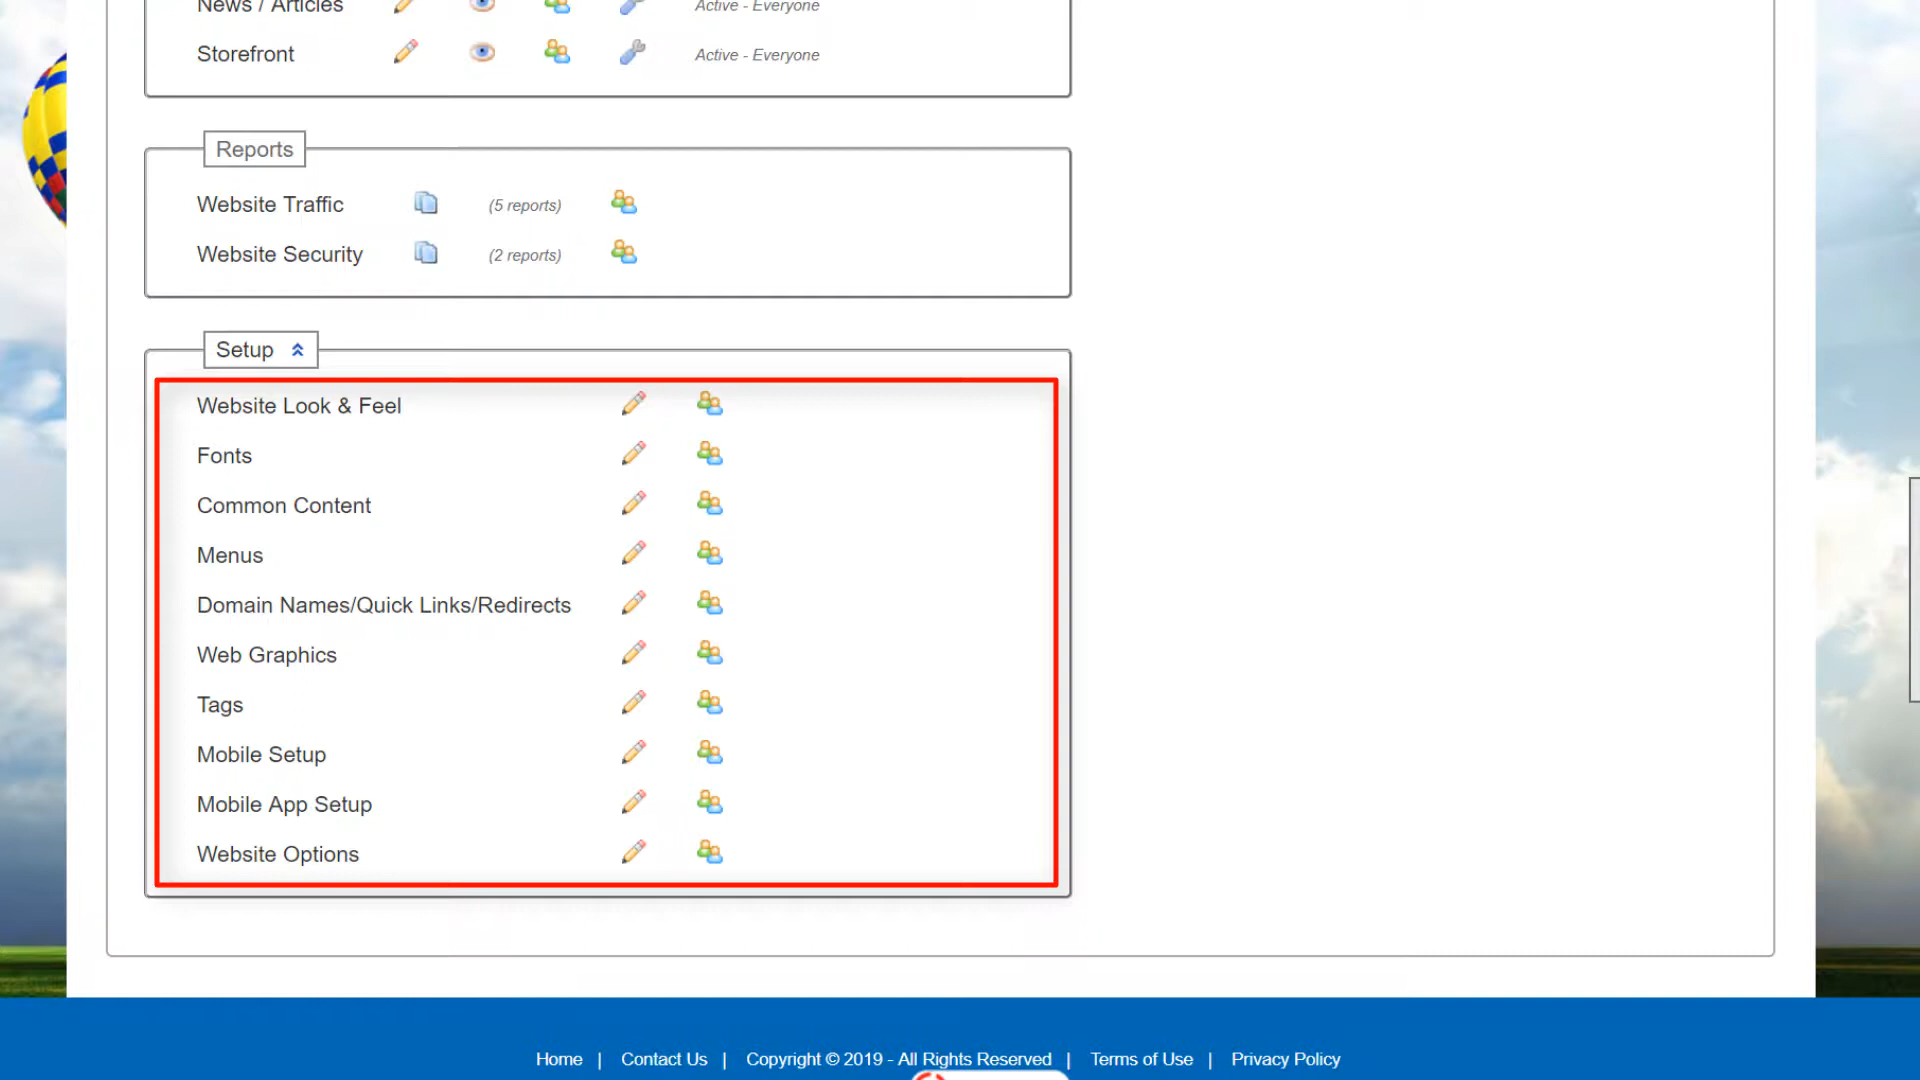 News / Articles Active - Everyone
Storefront Active - Everyone
Reports
Website Traffic (5 reports)
Website Security (2 reports)
Setup
Website Look & Feel
Fonts
Common Content
Menus
Domain Names/Quick Links/Redirects
Web Graphics
Tags
Mobile Setup
Mobile App Setup
Website Options
Home | Contact Us | Copyright © 2019 - All Rights Reserved | Terms of Use | Privacy Policy